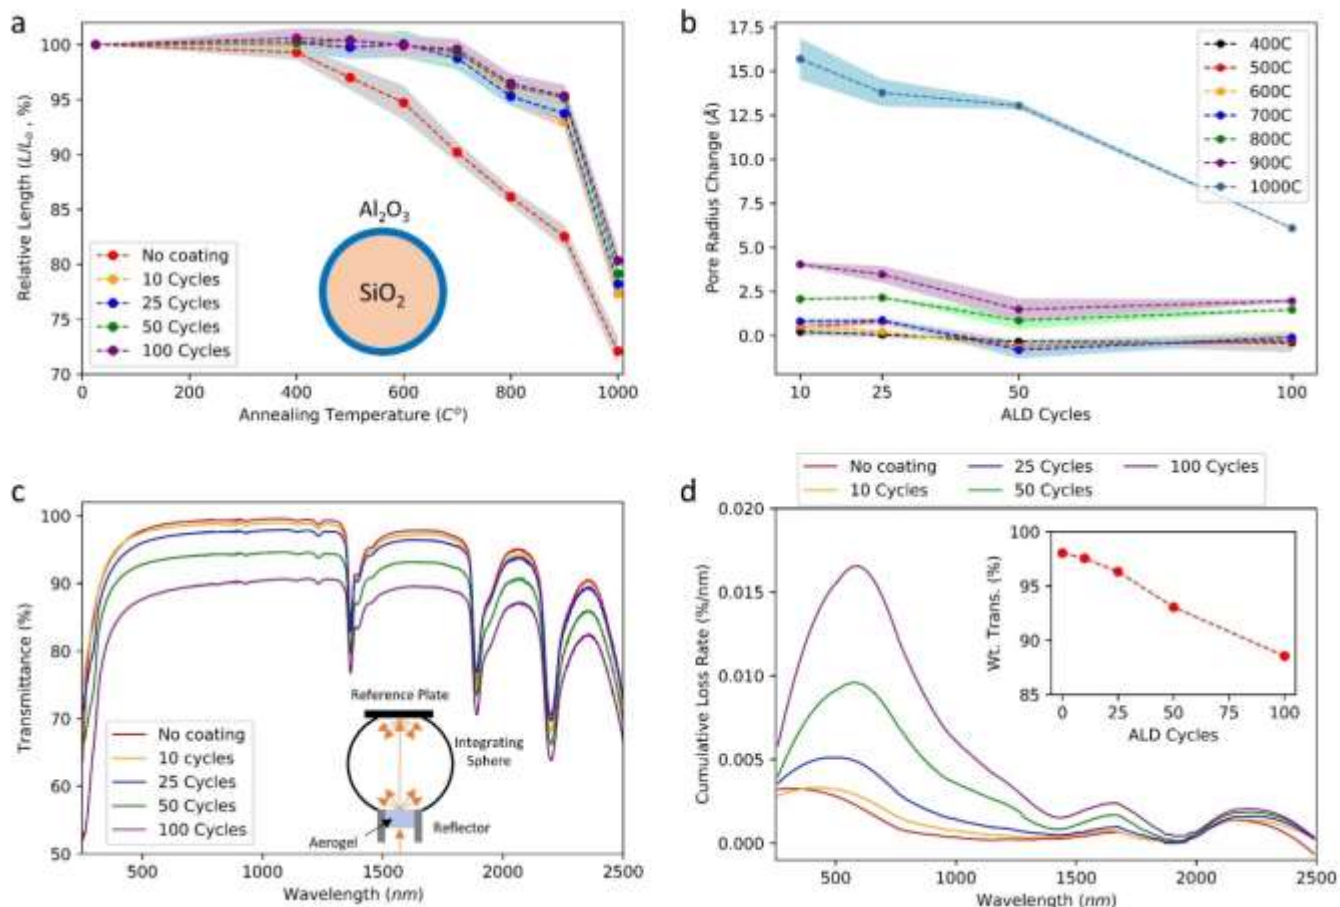 a
100
95
90
85
80
75
70
Relative Length (L/Lo , %)
No coating
10 Cycles
25 Cycles
50 Cycles
100 Cycles
Al2O3
SiO2
0
200
400
600
800
1000
Annealing Temperature (C°)
b
17.5
15.0
12.5
10.0
7.5
5.0
2.5
0.0
Pore Radius Change (Å)
400C
500C
600C
700C
800C
900C
1000C
10
25
50
100
ALD Cycles
c
100
90
80
70
60
50
Transmittance (%)
No coating
10 cycles
25 Cycles
50 Cycles
100 Cycles
Reference Plate
Integrating
Sphere
Aerogel
Reflector
500
1000
1500
2000
2500
Wavelength (nm)
d
No coating
10 Cycles
25 Cycles
50 Cycles
100 Cycles
0.020
0.015
0.010
0.005
0.000
Cumulative Loss Rate (%/nm)
100
95
90
85
Wt. Trans. (%)
0
25
50
75
100
ALD Cycles
500
1000
1500
2000
2500
Wavelength (nm)